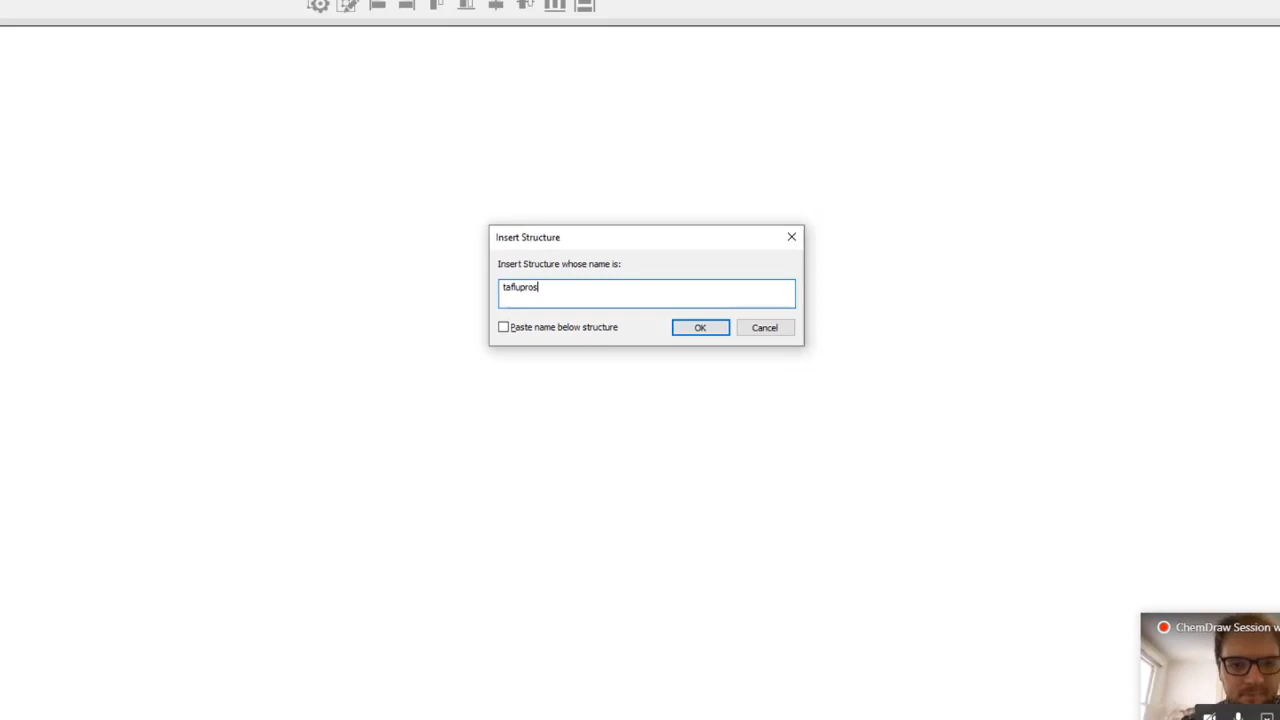 Insert Structure
Insert Structure whose name is:
taflupros
Paste name below structure
OK
Cancel
ChemDraw Session w